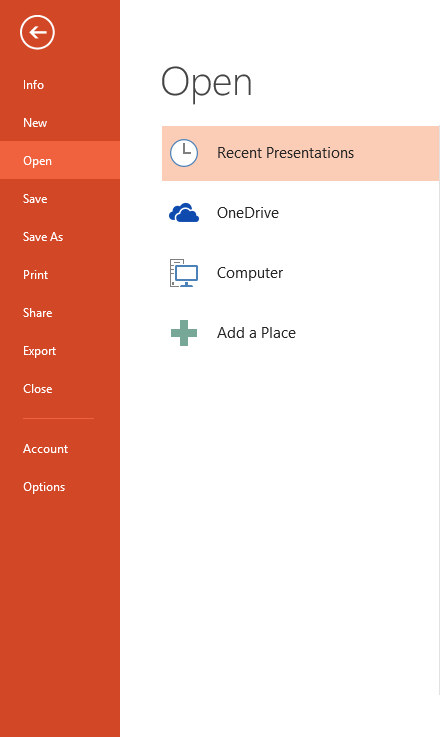 Info
New
Open
Save
Save As
Print
Share
Export
Close
Account
Options
Open
Recent Presentations
OneDrive
Computer
Add a Place